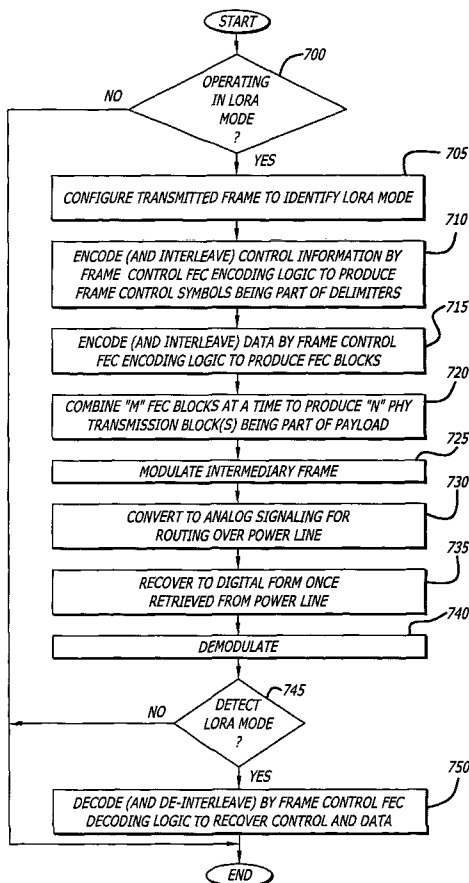 START
700
OPERATING
IN LORA
MODE
?
NO
YES
705
CONFIGURE TRANSMITTED FRAME TO IDENTIFY LORA MODE
710
ENCODE (AND INTERLEAVE) CONTROL INFORMATION BY
FRAME CONTROL FEC ENCODING LOGIC TO PRODUCE
FRAME CONTROL SYMBOLS BEING PART OF DELIMITERS
715
ENCODE (AND INTERLEAVE) DATA BY FRAME CONTROL
FEC ENCODING LOGIC TO PRODUCE FEC BLOCKS
720
COMBINE "M" FEC BLOCKS AT A TIME TO PRODUCE "N" PHY
TRANSMISSION BLOCK(S) BEING PART OF PAYLOAD
725
MODULATE INTERMEDIARY FRAME
730
CONVERT TO ANALOG SIGNALING FOR
ROUTING OVER POWER LINE
735
RECOVER TO DIGITAL FORM ONCE
RETRIEVED FROM POWER LINE
740
DEMODULATE
745
DETECT
LORA MODE
?
NO
YES
750
DECODE (AND DE-INTERLEAVE) BY FRAME CONTROL FEC
DECODING LOGIC TO RECOVER CONTROL AND DATA
END